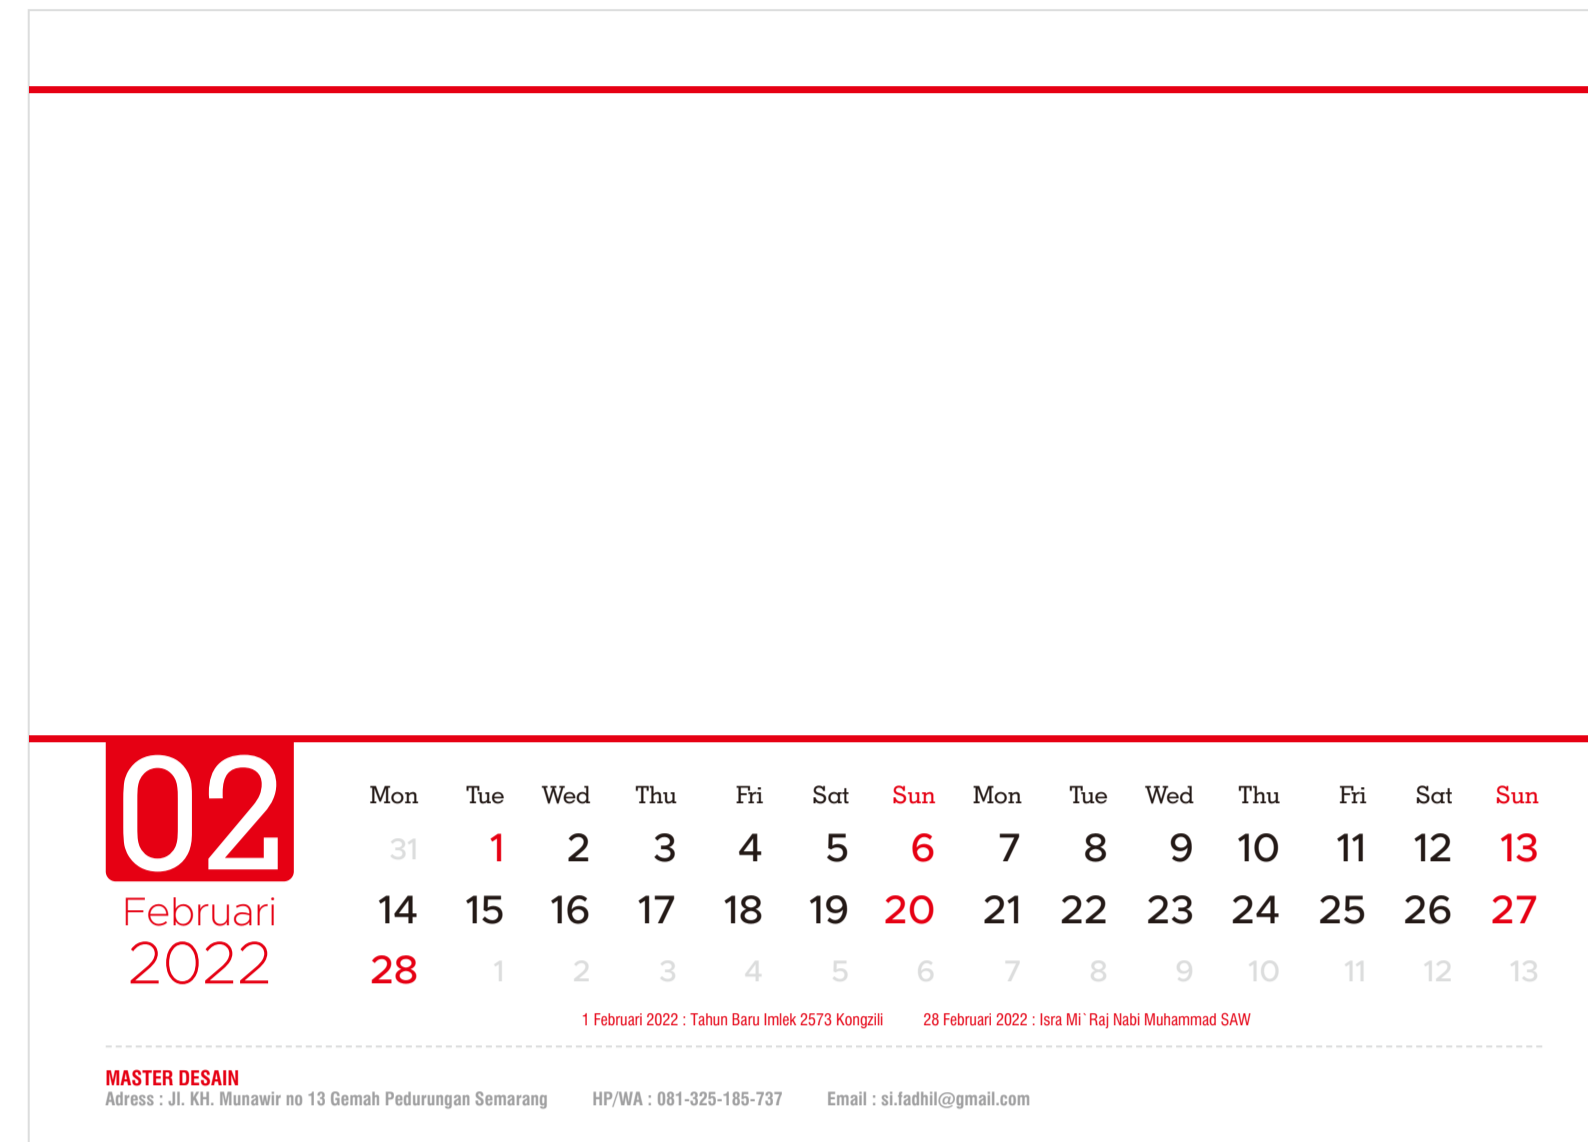 02
Februari
2022
Mon Tue Wed Thu Fri Sat Sun Mon Tue Wed Thu Fri Sat Sun
31 1 2 3 4 5 6 7 8 9 10 11 12 13
14 15 16 17 18 19 20 21 22 23 24 25 26 27
28 1 2 3 4 5 6 7 8 9 10 11 12 13
1 Februari 2022 : Tahun Baru Imlek 2573 Kongzili 28 Februari 2022 : Isra Mi`Raj Nabi Muhammad SAW
MASTER DESAIN
Adress : Jl. KH. Munawir no 13 Gemah Pedurungan Semarang HP/WA : 081-325-185-737 Email : si.fadhil@gmail.com